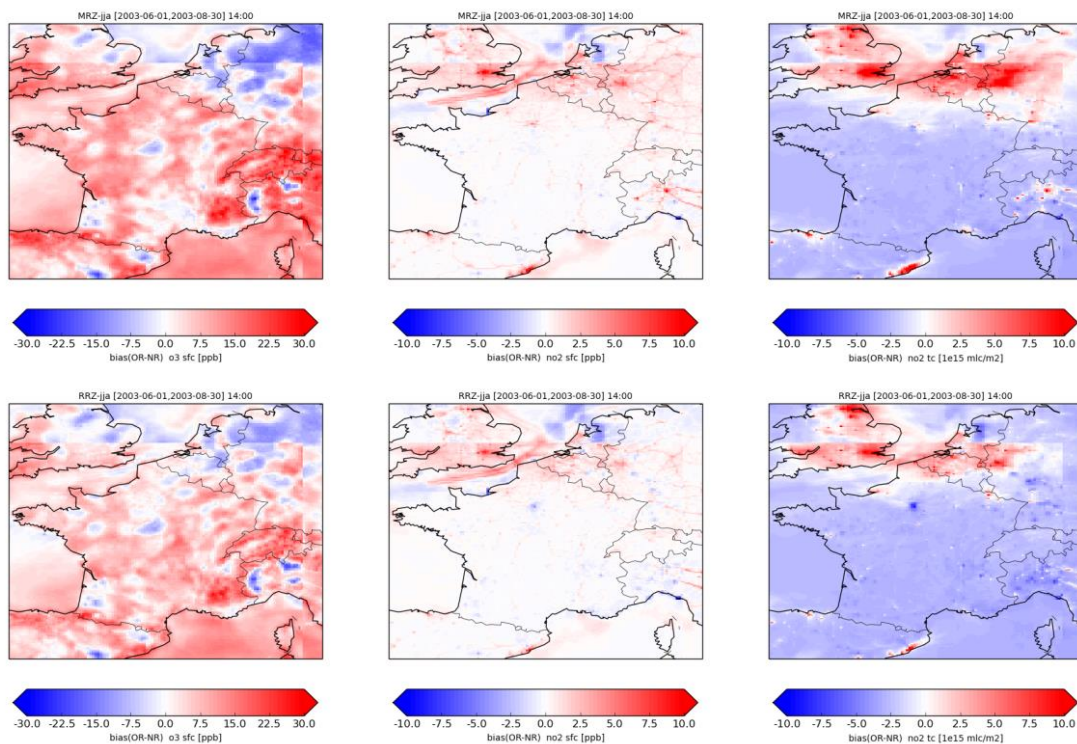 MRZ-jja [2003-06-01,2003-08-30] 14:00
MRZ-jja [2003-06-01,2003-08-30] 14:00
MRZ-jja [2003-06-01,2003-08-30] 14:00
-30.0 -22.5 -15.0 -7.5 0.0 7.5 15.0 22.5 30.0
bias(OR-NR) o3 sfc [ppb]
-10.0 -7.5 -5.0 -2.5 0.0 2.5 5.0 7.5 10.0
bias(OR-NR) no2 sfc [ppb]
-10.0 -7.5 -5.0 -2.5 0.0 2.5 5.0 7.5 10.0
bias(OR-NR) no2 tc [1e15 mlc/m2]
RRZ-jja [2003-06-01,2003-08-30] 14:00
RRZ-jja [2003-06-01,2003-08-30] 14:00
RRZ-jja [2003-06-01,2003-08-30] 14:00
-30.0 -22.5 -15.0 -7.5 0.0 7.5 15.0 22.5 30.0
bias(OR-NR) o3 sfc [ppb]
-10.0 -7.5 -5.0 -2.5 0.0 2.5 5.0 7.5 10.0
bias(OR-NR) no2 sfc [ppb]
-10.0 -7.5 -5.0 -2.5 0.0 2.5 5.0 7.5 10.0
bias(OR-NR) no2 tc [1e15 mlc/m2]